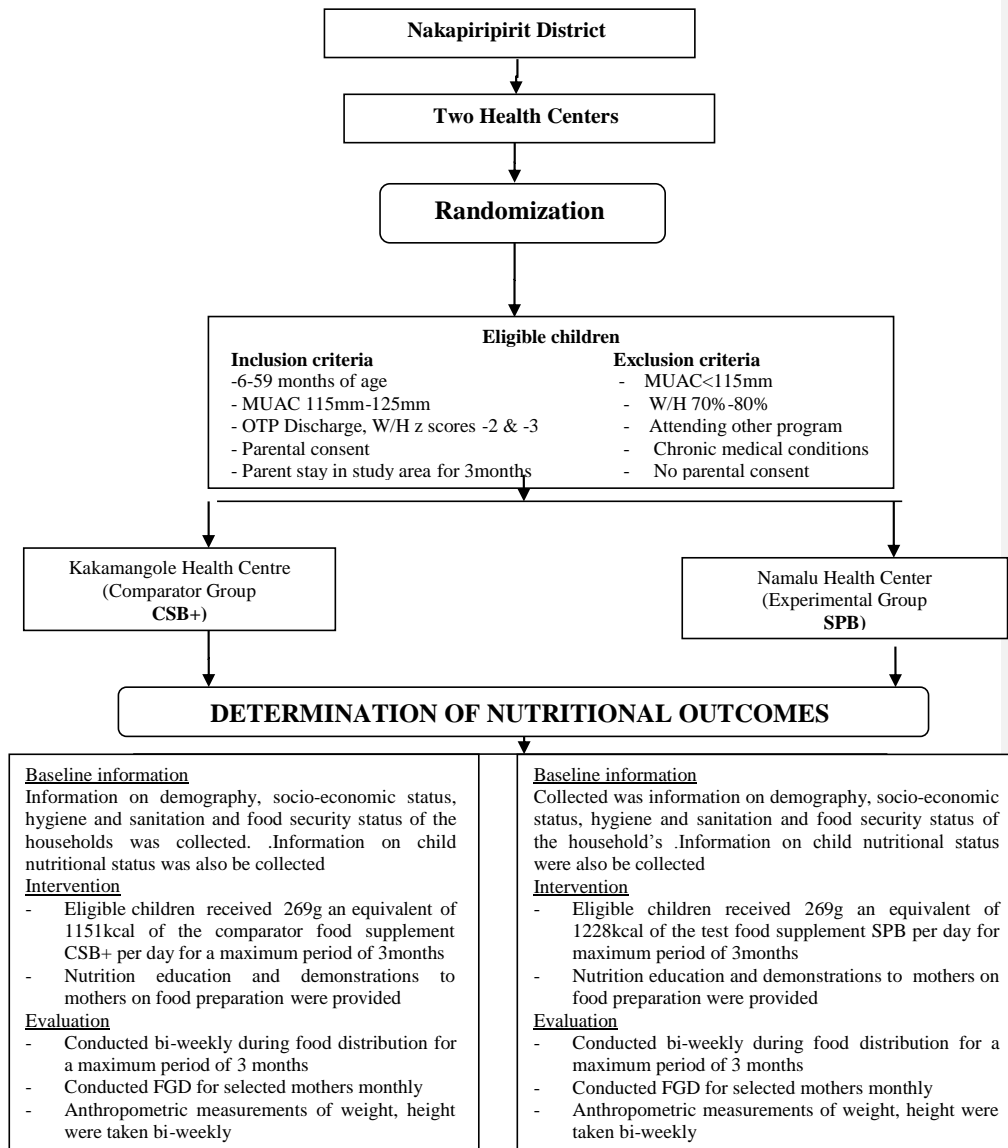 Nakapiripirit District
Two Health Centers
Randomization
Eligible children
Inclusion criteria
-6-59 months of age
- MUAC 115mm-125mm
- OTP Discharge, W/H z scores -2 & -3
- Parental consent
- Parent stay in study area for 3months
Exclusion criteria
- MUAC<115mm
- W/H 70%-80%
- Attending other program
- Chronic medical conditions
- No parental consent
Kakamangole Health Centre
(Comparator Group
CSB+)
Namalu Health Center
(Experimental Group
SPB)
DETERMINATION OF NUTRITIONAL OUTCOMES
Baseline information
Information on demography, socio-economic status,
hygiene and sanitation and food security status of the
households was collected. .Information on child
nutritional status was also be collected
Intervention
- Eligible children received 269g an equivalent of
1151kcal of the comparator food supplement
CSB+ per day for a maximum period of 3months
- Nutrition education and demonstrations to
mothers on food preparation were provided
Evaluation
- Conducted bi-weekly during food distribution for
a maximum period of 3 months
- Conducted FGD for selected mothers monthly
- Anthropometric measurements of weight, height
were taken bi-weekly
Baseline information
Collected was information on demography, socio-economic
status, hygiene and sanitation and food security status of
the household's .Information on child nutritional status
were also be collected
Intervention
- Eligible children received 269g an equivalent of
1228kcal of the test food supplement SPB per day for
maximum period of 3months
- Nutrition education and demonstrations to mothers on
food preparation were provided
Evaluation
- Conducted bi-weekly during food distribution for a
maximum period of 3 months
- Conducted FGD for selected mothers monthly
- Anthropometric measurements of weight, height were
taken bi-weekly